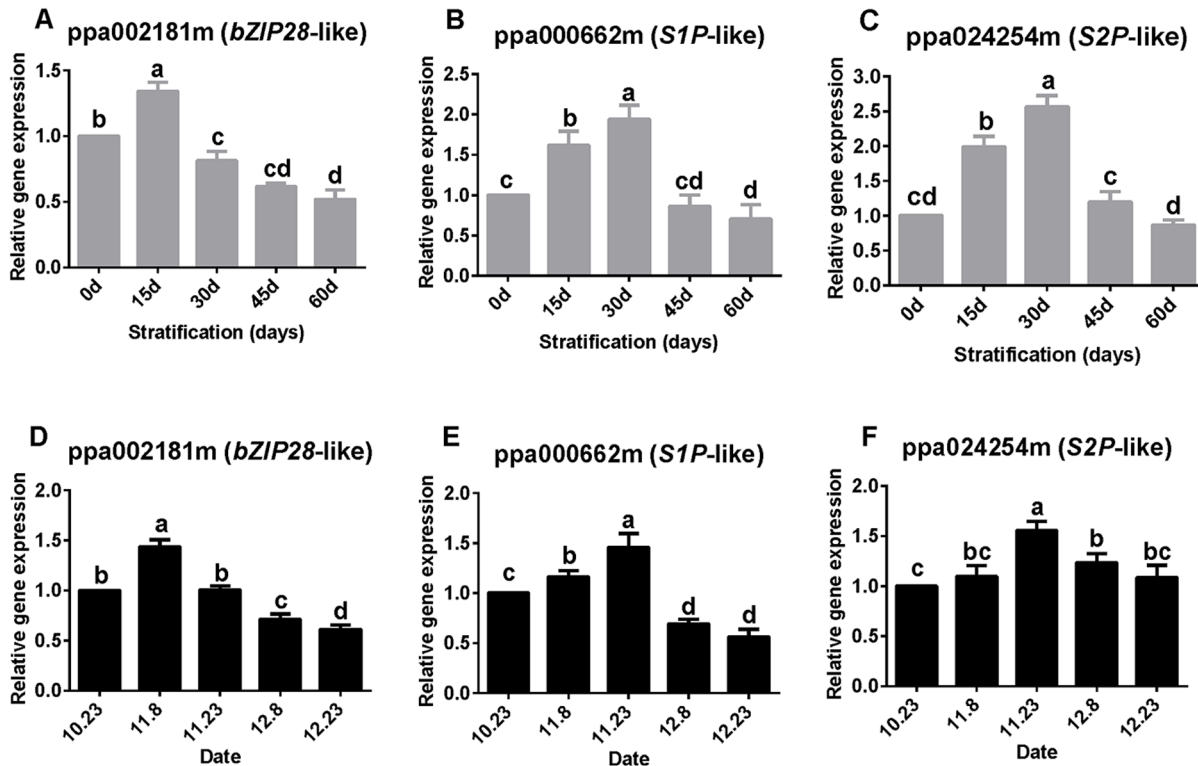 A
ppa002181m (bZIP28-like)
Relative gene expression
1.5
1.0
0.5
0.0
b
a
c
cd
d
0d
15d
30d
45d
60d
Stratification (days)
B
ppa000662m (S1P-like)
Relative gene expression
2.5
2.0
1.5
1.0
0.5
0.0
c
b
a
cd
d
0d
15d
30d
45d
60d
Stratification (days)
C
ppa024254m (S2P-like)
Relative gene expression
3.0
2.5
2.0
1.5
1.0
0.5
0.0
cd
b
a
c
d
0d
15d
30d
45d
60d
Stratification (days)
D
ppa002181m (bZIP28-like)
Relative gene expression
2.0
1.5
1.0
0.5
0.0
b
a
b
c
d
10.23
11.8
11.23
12.8
12.23
Date
E
ppa000662m (S1P-like)
Relative gene expression
2.0
1.5
1.0
0.5
0.0
c
b
a
d
d
10.23
11.8
11.23
12.8
12.23
Date
F
ppa024254m (S2P-like)
Relative gene expression
2.0
1.5
1.0
0.5
0.0
c
bc
a
b
bc
10.23
11.8
11.23
12.8
12.23
Date